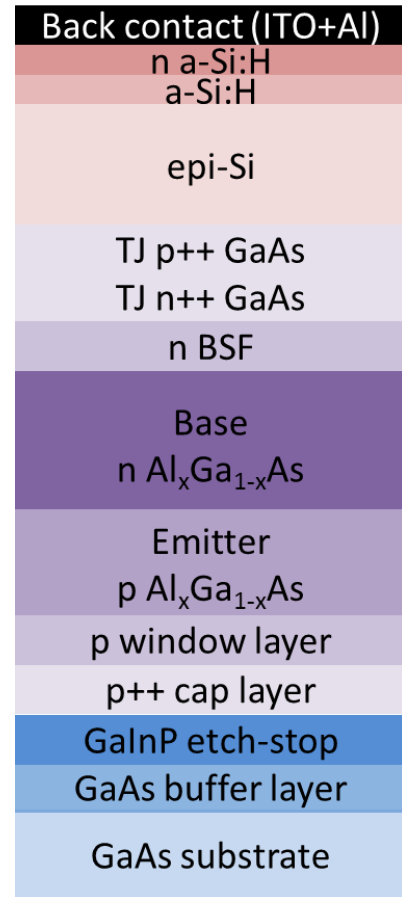 Back contact (ITO+Al)
n a-Si:H
a-Si:H
epi-Si
TJ p++ GaAs
TJ n++ GaAs
n BSF
Base
n AlₓGa₁₋ₓAs
Emitter
p AlₓGa₁₋ₓAs
p window layer
p++ cap layer
GaInP etch-stop
GaAs buffer layer
GaAs substrate